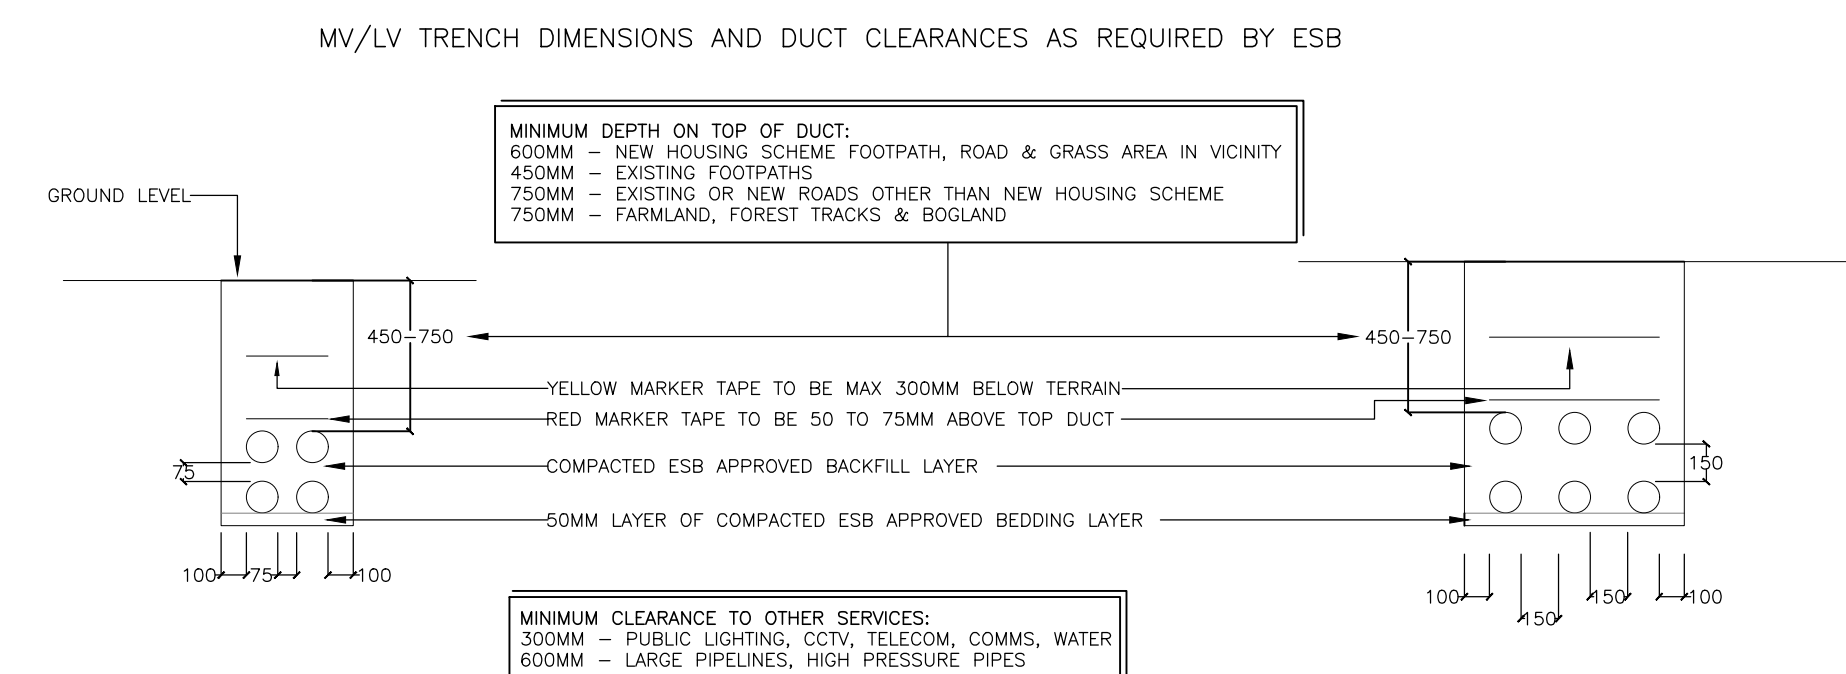 MV/LV TRENCH DIMENSIONS AND DUCT CLEARANCES AS REQUIRED BY ESB
MINIMUM DEPTH ON TOP OF DUCT:
600MM – NEW HOUSING SCHEME FOOTPATH, ROAD & GRASS AREA IN VICINITY
450MM – EXISTING FOOTPATHS
750MM – EXISTING OR NEW ROADS OTHER THAN NEW HOUSING SCHEME
750MM – FARMLAND, FOREST TRACKS & BOGLAND
GROUND LEVEL
450–750
450–750
YELLOW MARKER TAPE TO BE MAX 300MM BELOW TERRAIN
RED MARKER TAPE TO BE 50 TO 75MM ABOVE TOP DUCT
75
COMPACTED ESB APPROVED BACKFILL LAYER
150
50MM LAYER OF COMPACTED ESB APPROVED BEDDING LAYER
100 75 100
100 150 150 100
MINIMUM CLEARANCE TO OTHER SERVICES:
300MM – PUBLIC LIGHTING, CCTV, TELECOM, COMMS, WATER
600MM – LARGE PIPELINES, HIGH PRESSURE PIPES